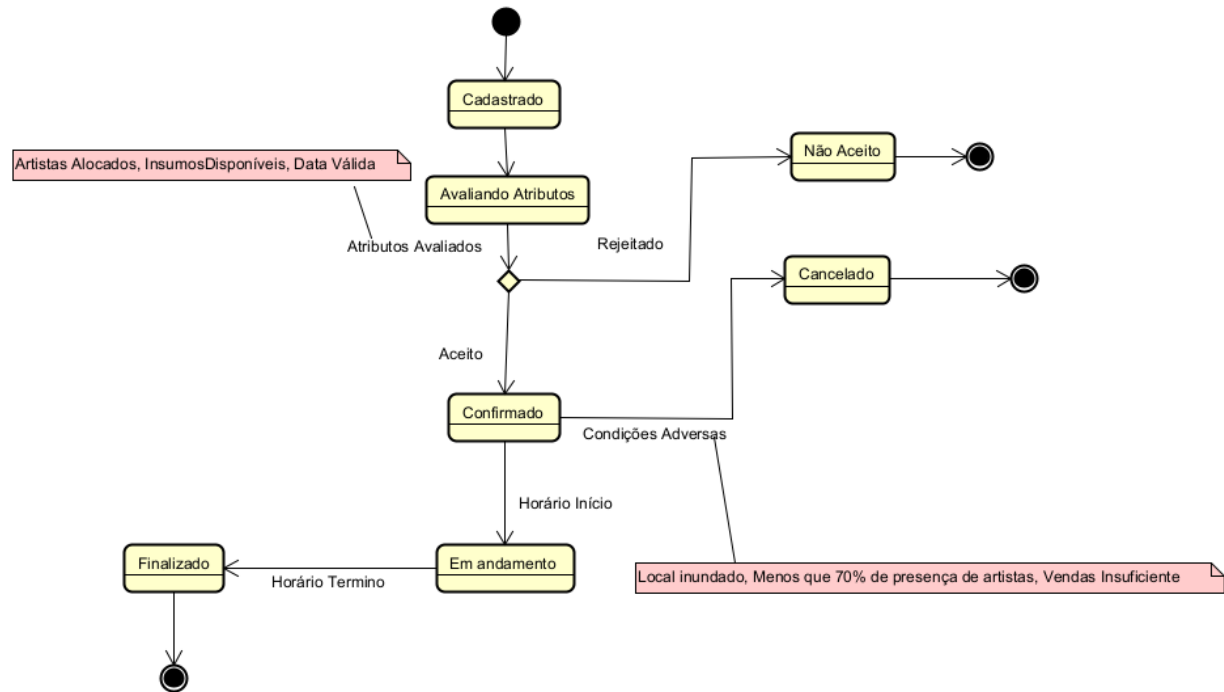 Cadastrado
Artistas Alocados, InsumosDisponíveis, Data Válida
Não Aceito
Avaliando Atributos
Atributos Avaliados
Rejeitado
Cancelado
Aceito
Confirmado
Condições Adversas
Horário Início
Finalizado
Em andamento
Horário Termino
Local inundado, Menos que 70% de presença de artistas, Vendas Insuficiente